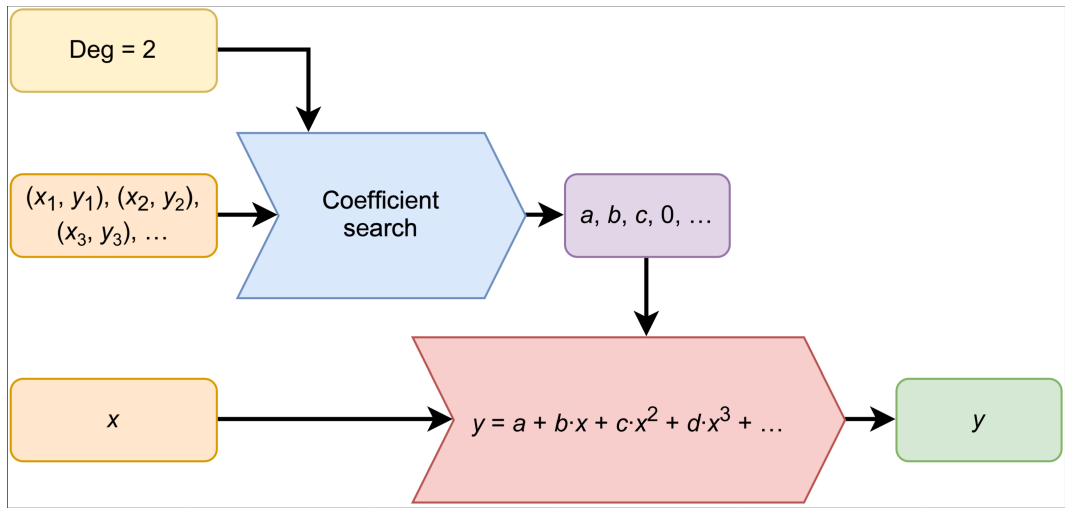 Deg = 2
(x₁, y₁), (x₂, y₂),
(x₃, y₃), …
Coefficient
search
a, b, c, 0, …
x
y = a + b·x + c·x² + d·x³ + …
y